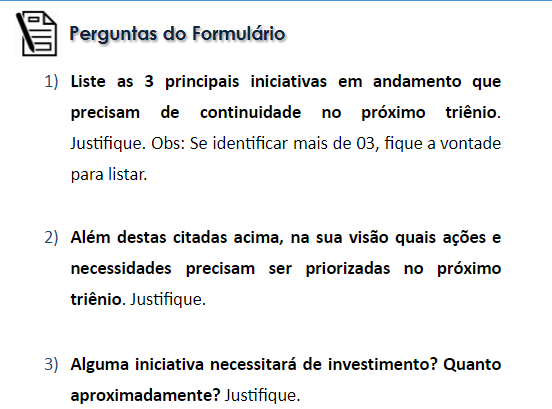 Perguntas do Formulário
1) Liste as 3 principais iniciativas em andamento que
precisam de continuidade no próximo triênio.
Justifique. Obs: Se identificar mais de 03, fique a vontade
para listar.
2) Além destas citadas acima, na sua visão quais ações e
necessidades precisam ser priorizadas no próximo
triênio. Justifique.
3) Alguma iniciativa necessitará de investimento? Quanto
aproximadamente? Justifique.